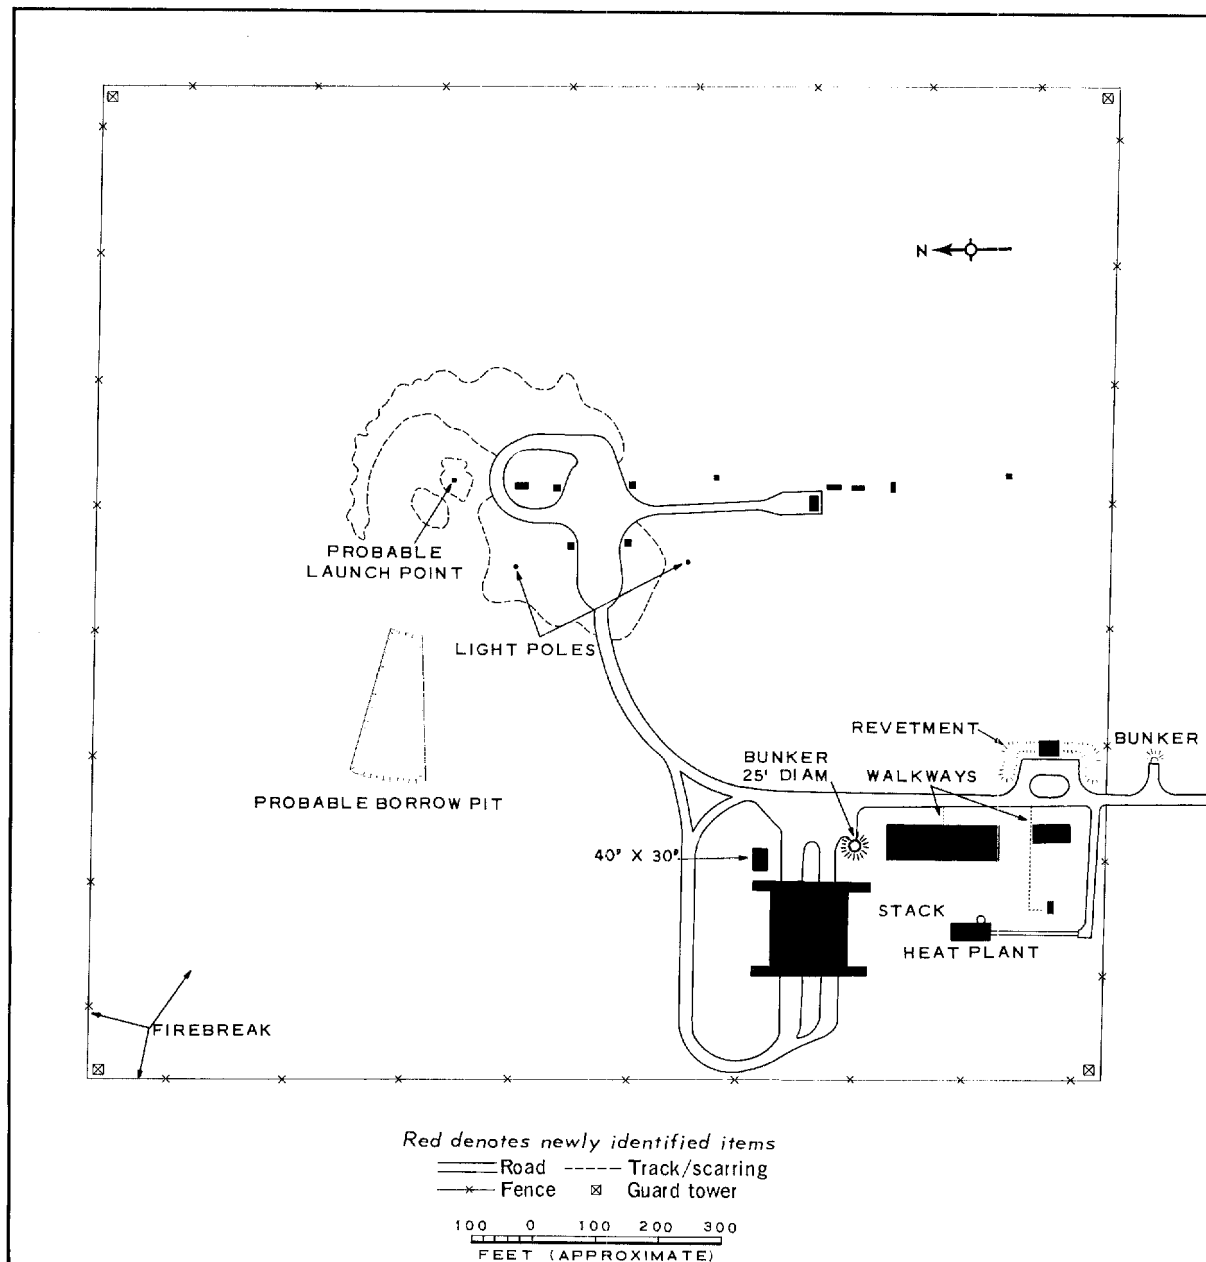 N
PROBABLE
LAUNCH POINT
LIGHT POLES
REVETMENT
BUNKER
BUNKER
25' DIAM
WALKWAYS
PROBABLE BORROW PIT
40' X 30'
STACK
HEAT PLANT
FIREBREAK
Red denotes newly identified items
Road Track/scarring
Fence Guard tower
100 0 100 200 300
FEET (APPROXIMATE)